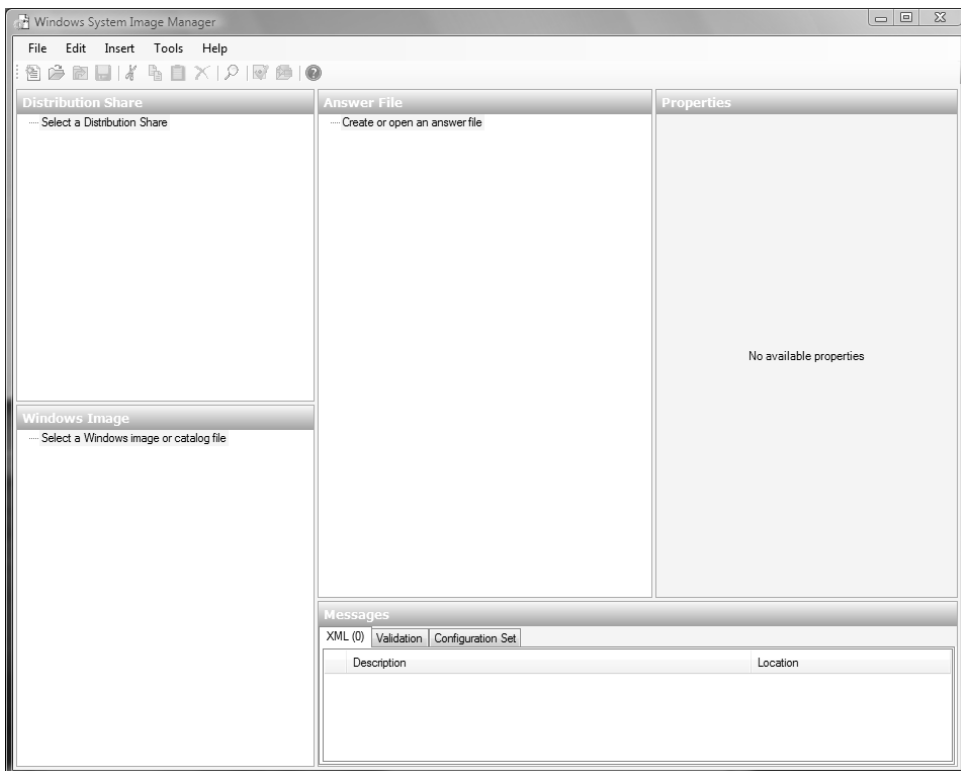 Windows System Image Manager
File Edit Insert Tools Help
Distribution Share
Select a Distribution Share
Answer File
Create or open an answer file
Properties
No available properties
Windows Image
Select a Windows image or catalog file
Messages
XML (0) Validation Configuration Set
Description Location